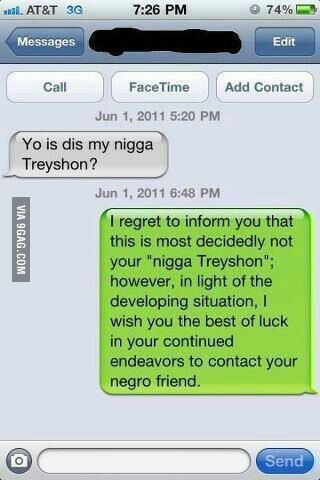 AT&T 3G 7:26 PM 74%
Messages Edit
Call FaceTime Add Contact
Jun 1, 2011 5:20 PM
Yo is dis my nigga
Treyshon?
Jun 1, 2011 6:48 PM
I regret to inform you that
this is most decidedly not
your "nigga Treyshon";
however, in light of the
developing situation, I
wish you the best of luck
in your continued
endeavors to contact your
negro friend.
VIA 9GAG.COM
Send